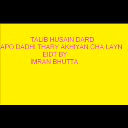 TALIB HUSAIN DARD
APO DADHI THARY AKHIYAN CHA LAYN
EIDT BY
IMRAN BHUTTA